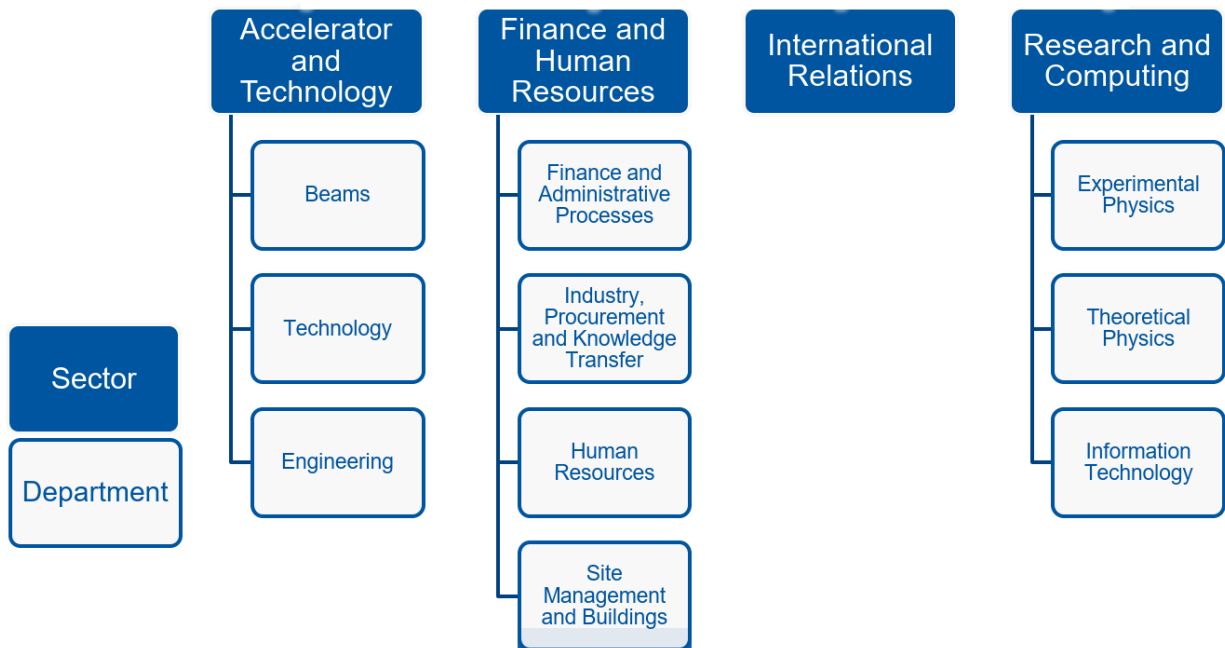 Accelerator
and
Technology
Finance and
Human
Resources
International
Relations
Research and
Computing
Beams
Finance and
Administrative
Processes
Experimental
Physics
Technology
Industry,
Procurement
and Knowledge
Transfer
Theoretical
Physics
Sector
Engineering
Human
Resources
Information
Technology
Department
Site
Management
and Buildings